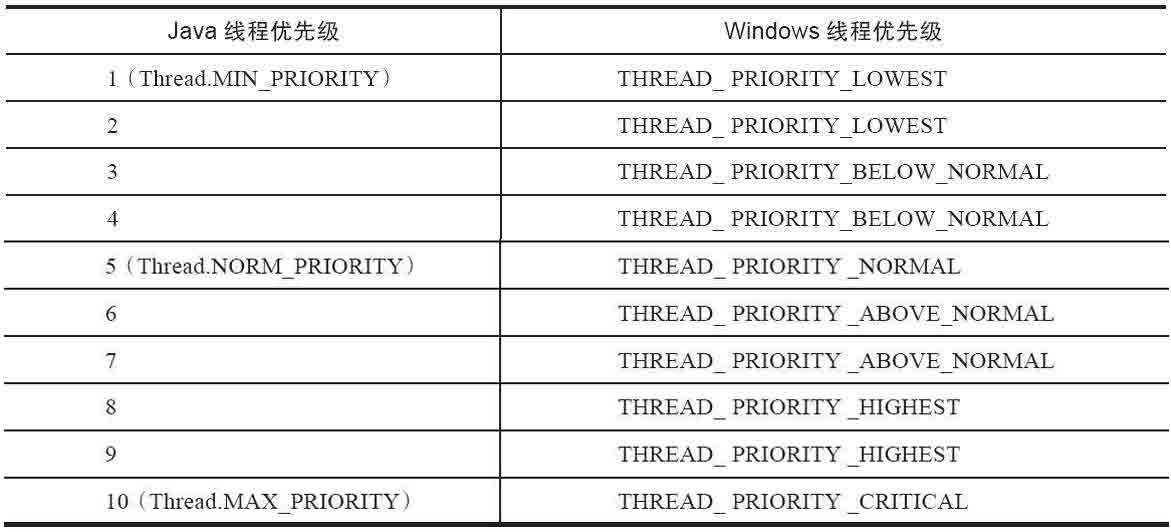 Java 线程优先级 Windows 线程优先级
1（Thread.MIN_PRIORITY） THREAD_ PRIORITY_LOWEST
2 THREAD_ PRIORITY_LOWEST
3 THREAD_ PRIORITY_BELOW_NORMAL
4 THREAD_ PRIORITY_BELOW_NORMAL
5（Thread.NORM_PRIORITY） THREAD_ PRIORITY _NORMAL
6 THREAD_ PRIORITY _ABOVE_NORMAL
7 THREAD_ PRIORITY _ABOVE_NORMAL
8 THREAD_ PRIORITY _HIGHEST
9 THREAD_ PRIORITY _HIGHEST
10（Thread.MAX_PRIORITY） THREAD_ PRIORITY _CRITICAL